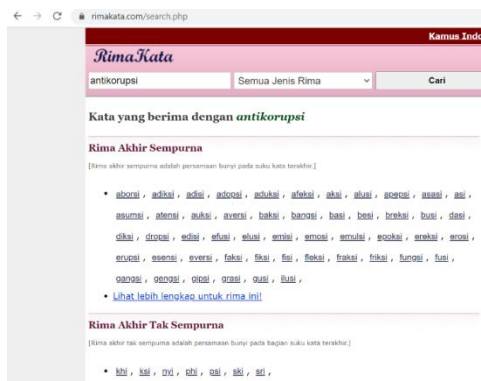 rimakata.com/search.php
Kamus Indo
RimaKata
antikorupsi Semua Jenis Rima Cari
Kata yang berima dengan antikorupsi
Rima Akhir Sempurna
[Rima akhir sempurna adalah persamaan bunyi pada suku kata terakhir.]
aborsi , adiksi , adisi , adopsi , aduksi , afeksi , aksi , alusi , apepsi , asasi , asi ,
asumsi , atensi , auksi , aversi , baksi , bangsi , basi , besi , breksi , busi , dasi ,
diksi , dropsi , edisi , efusi , elusi , emisi , emosi , emulsi , epoksi , ereksi , erosi ,
erupsi , esensi , eversi , faksi , fiksi , fisi , fleksi , fraksi , friksi , fungsi , fusi ,
gangsi , gengsi , gipsi , grasi , gusi , ilusi ,
Lihat lebih lengkap untuk rima ini!
Rima Akhir Tak Sempurna
[Rima akhir tak sempurna adalah persamaan bunyi pada bagian suku kata terakhir.]
khi , ksi , nyi , phi , psi , ski , sri ,